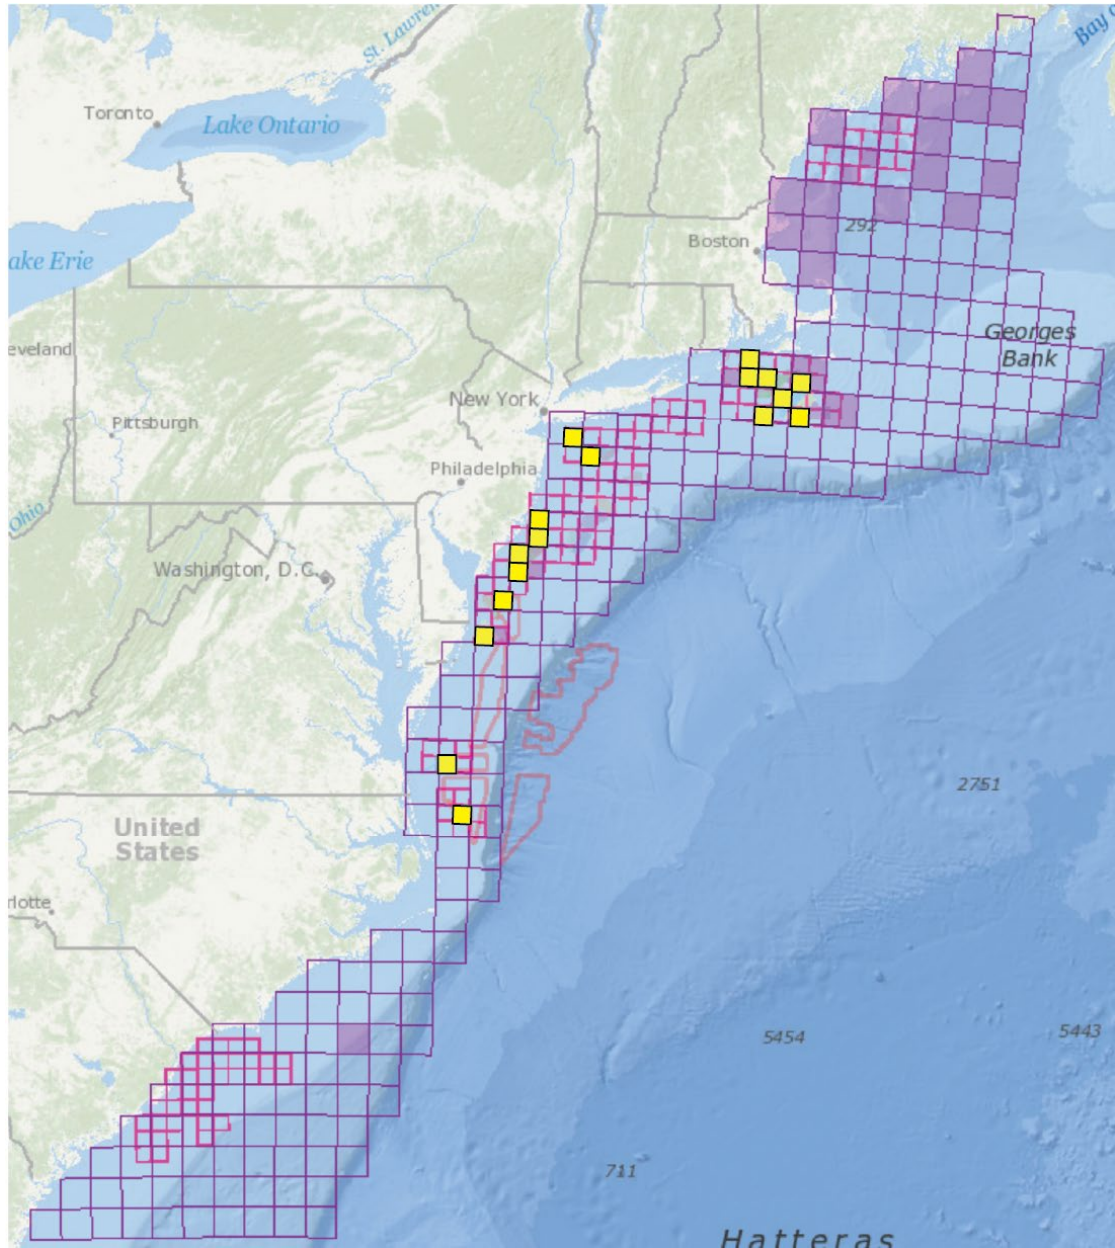 St. Lawren
Bay o
Toronto
Lake Ontario
Boston
292
ake Erie
eveland
Georges
Bank
New York
Pittsburgh
Philadelphia
Ohio
Washington, D.C.
2751
United
States
rlotte
5454
5443
711
Hatteras